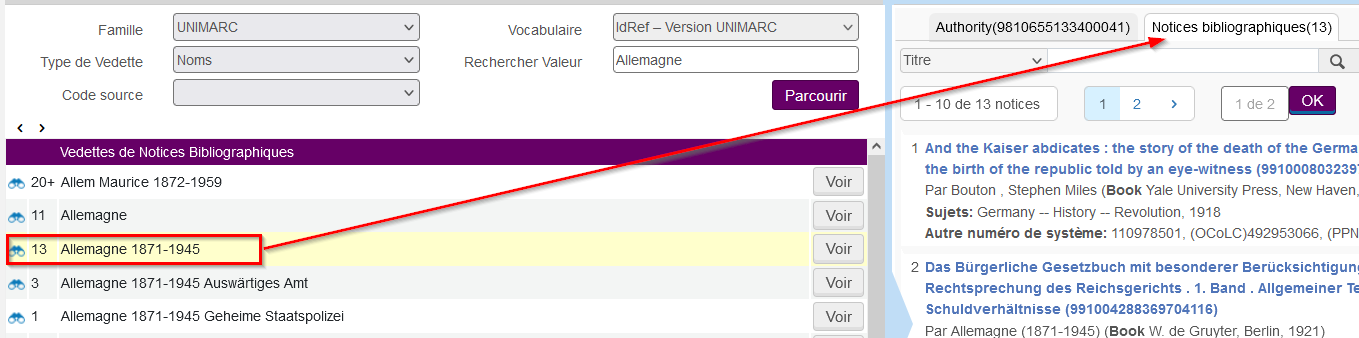 Famille UNIMARC Vocabulaire IdRef – Version UNIMARC
Type de Vedette Noms Rechercher Valeur Allemagne
Code source
Parcourir
Vedettes de Notices Bibliographiques
20+ Allem Maurice 1872-1959 Voir
11 Allemagne Voir
13 Allemagne 1871-1945 Voir
3 Allemagne 1871-1945 Auswärtiges Amt Voir
1 Allemagne 1871-1945 Geheime Staatspolizei Voir
Authority(9810655133400041) Notices bibliographiques(13)
Titre
1 - 10 de 13 notices 1 2 1 de 2 OK
1 And the Kaiser abdicates : the story of the death of the Germa
the birth of the republic told by an eye-witness (9910008032397
Par Bouton , Stephen Miles (Book Yale University Press, New Haven,
Sujets: Germany -- History -- Revolution, 1918
Autre numéro de système: 110978501, (OCoLC)492953066, (PPN
2 Das Bürgerliche Gesetzbuch mit besonderer Berücksichtigun
Rechtsprechung des Reichsgerichts . 1. Band . Allgemeiner Te
Schuldverhältnisse (991004288369704116)
Par Allemagne (1871-1945) (Book W. de Gruyter, Berlin, 1921)